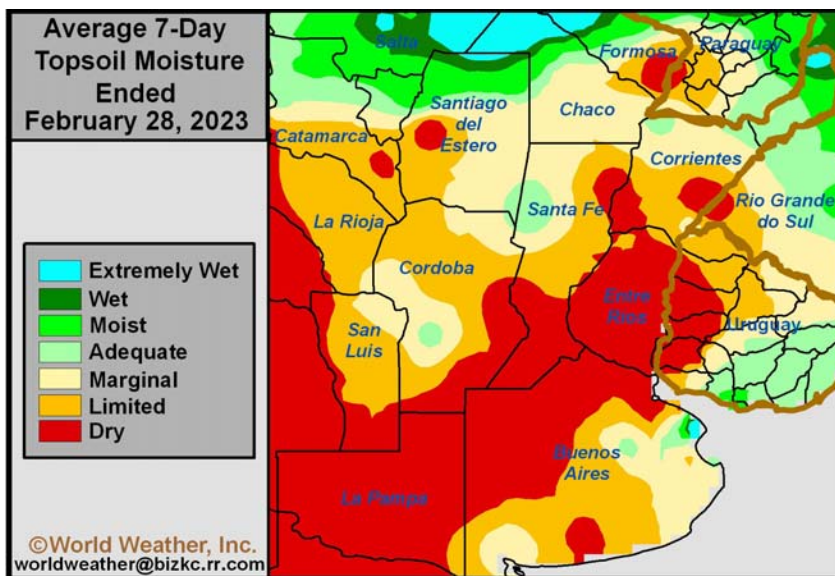 Average 7-Day
Topsoil Moisture
Ended
February 28, 2023
Extremely Wet
Wet
Moist
Adequate
Marginal
Limited
Dry
©World Weather, Inc.
worldweather@bizkc.rr.com
Salta
Formosa
Paraguay
Santiago
del
Estero
Chaco
Catamarca
Corrientes
La Rioja
Santa Fe
Rio Grande
do Sul
Cordoba
Entre
Rios
San
Luis
Uruguay
Buenos
Aires
La Pampa